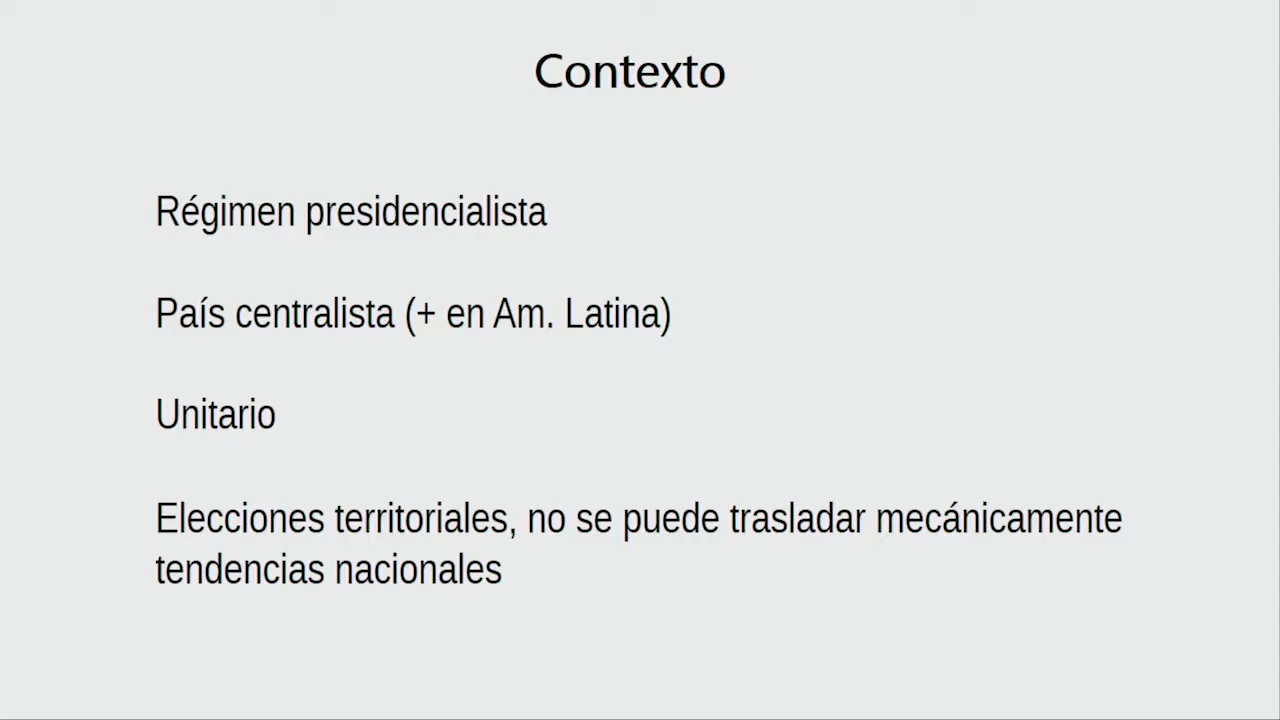 Contexto
Régimen presidencialista
País centralista (+ en Am. Latina)
Unitario
Elecciones territoriales, no se puede trasladar mecánicamente
tendencias nacionales